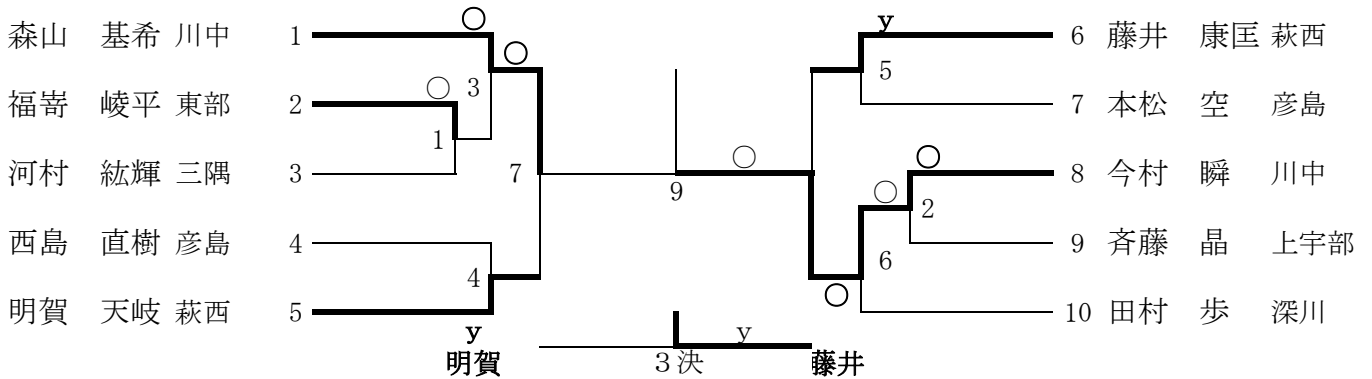 森山 基希 川中 1
福嵜 崚平 東部 2
河村 紘輝 三隅 3
西島 直樹 彦島 4
明賀 天岐 萩西 5
○
○
○
3
1
7
4
y
明賀
9
○
3決
y
藤井
y
5
○
○
2
6
○
6 藤井 康匡 萩西
7 本松 空 彦島
8 今村 瞬 川中
9 斉藤 晶 上宇部
10 田村 歩 深川